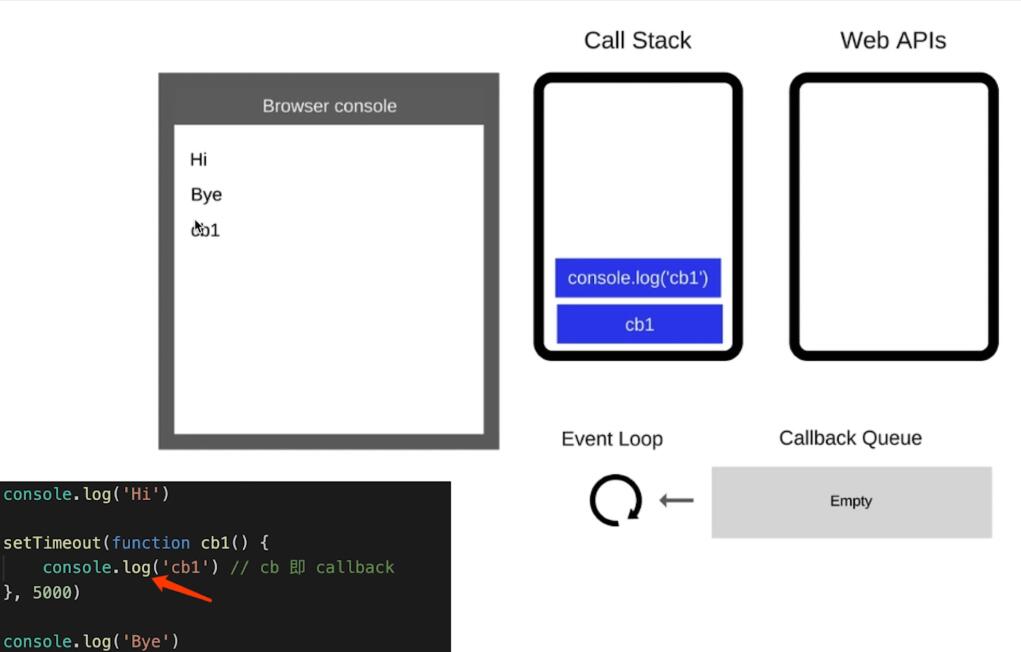 Call Stack
Web APIs
Browser console
Hi
Bye
cb1
console.log('cb1')
cb1
Event Loop
Callback Queue
Empty
console.log('Hi')
setTimeout(function cb1() {
    console.log('cb1') // cb 即 callback
}, 5000)
console.log('Bye')